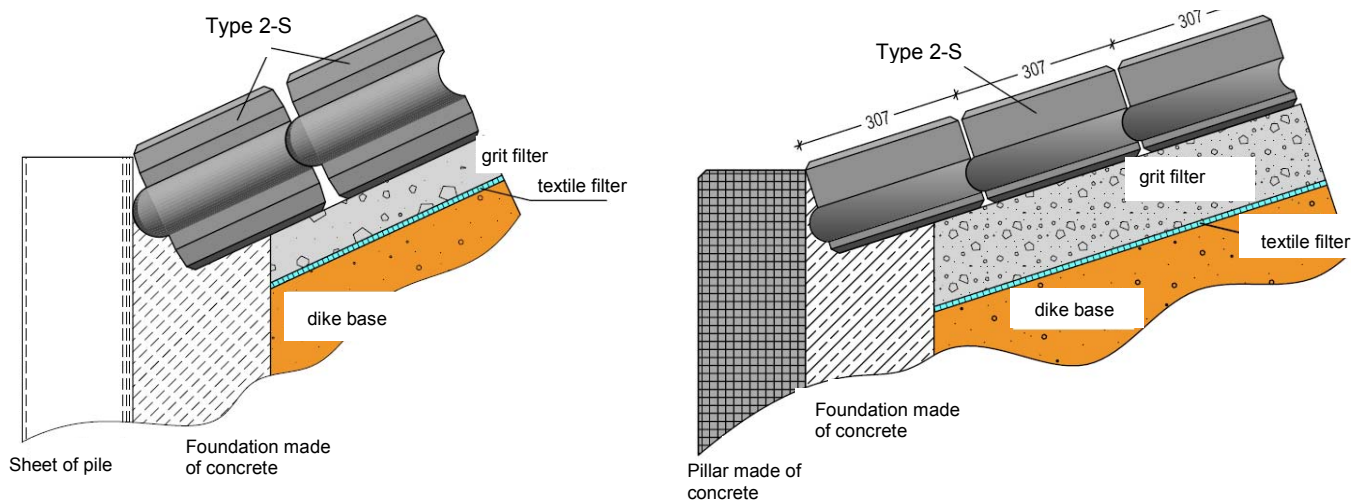 Type 2-S
grit filter
textile filter
dike base
Foundation made
of concrete
Sheet of pile
307
307
307
Type 2-S
grit filter
textile filter
dike base
Foundation made
of concrete
Pillar made of
concrete